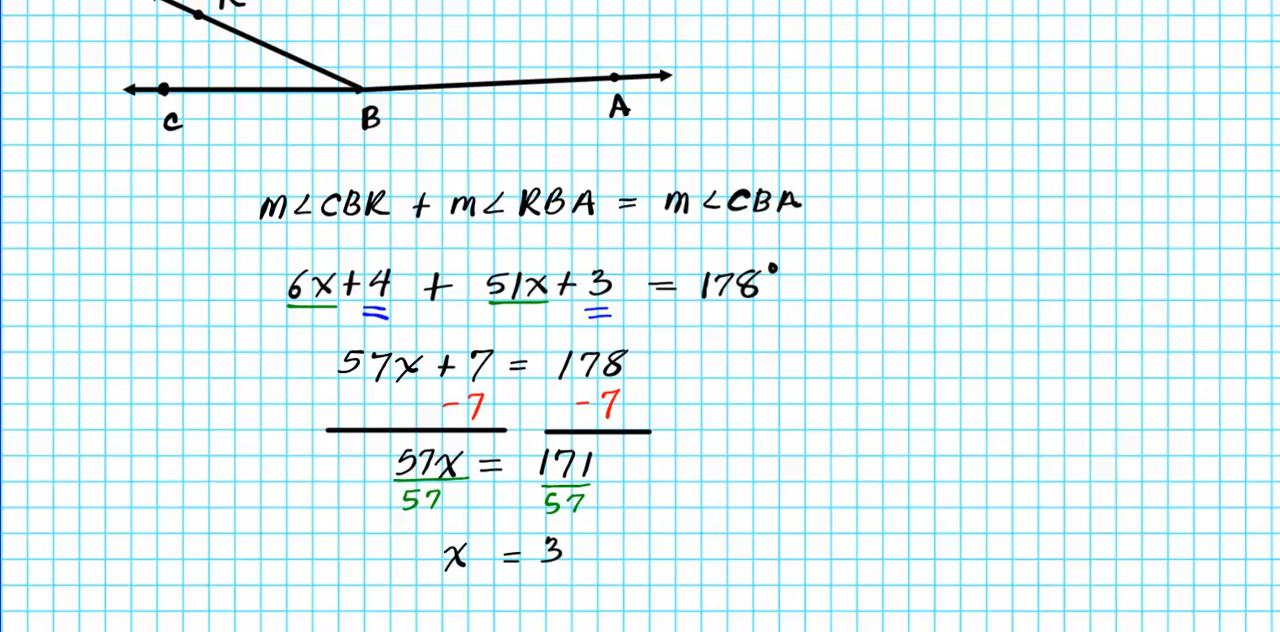 R
C B A
m∠CBR + m∠RBA = m∠CBA
6x+4 + 51x+3 = 178°
57x + 7 = 178
-7 -7
57x = 171
57 57
x = 3